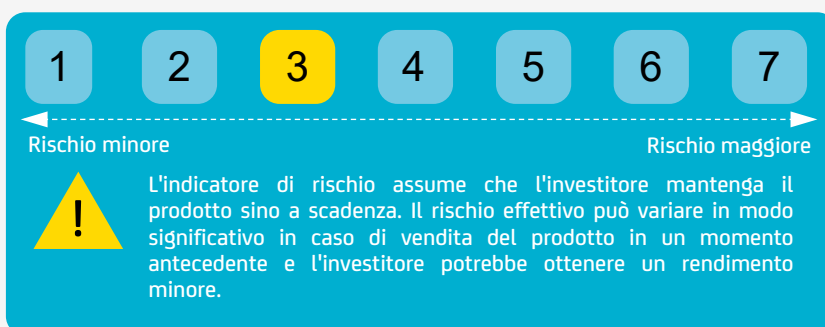 1 2 3 4 5 6 7
Rischio minore Rischio maggiore
!
L'indicatore di rischio assume che l'investitore mantenga il
prodotto sino a scadenza. Il rischio effettivo può variare in modo
significativo in caso di vendita del prodotto in un momento
antecedente e l'investitore potrebbe ottenere un rendimento
minore.